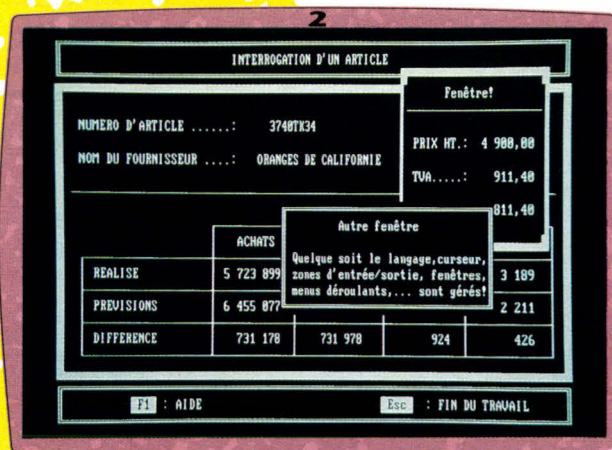 2
INTERROGATION D'UN ARTICLE
Fenêtre!
NUMERO D'ARTICLE ......: 3740TK34
NOM DU FOURNISSEUR ....: ORANGES DE CALIFORNIE
PRIX HT.: 4 900,00
TVA.....: 911,40
811,40
Autre fenêtre
Quelque soit le langage,curseur,
zones d'entrée/sortie, fenêtres,
menus déroulants,... sont gérés!
ACHATS
REALISE 5 723 899 3 189
PREVISIONS 6 455 077 2 211
DIFFERENCE 731 178 731 978 924 426
F1 : AIDE Esc : FIN DU TRAVAIL